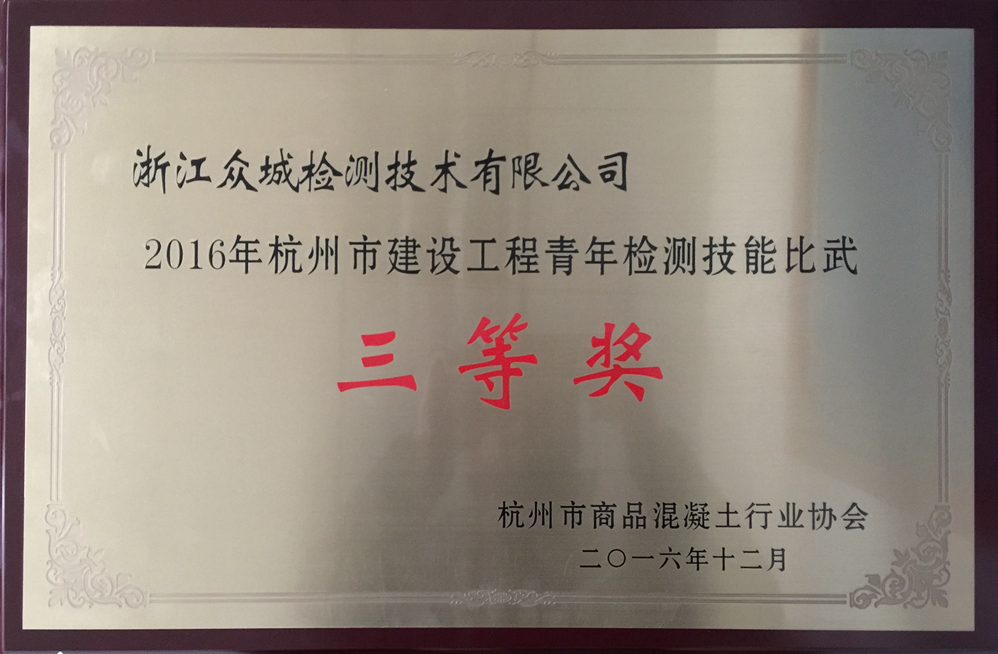 浙江众城检测技术有限公司
2016年杭州市建设工程青年检测技能比武
三等奖
杭州市商品混凝土行业协会
二〇一六年十二月